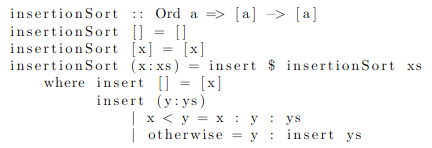 insertionSort :: Ord a => [a] -> [a]
insertionSort [] = []
insertionSort [x] = [x]
insertionSort (x:xs) = insert $ insertionSort xs
    where insert [] = [x]
          insert (y:ys)
              | x < y = x : y : ys
              | otherwise = y : insert ys